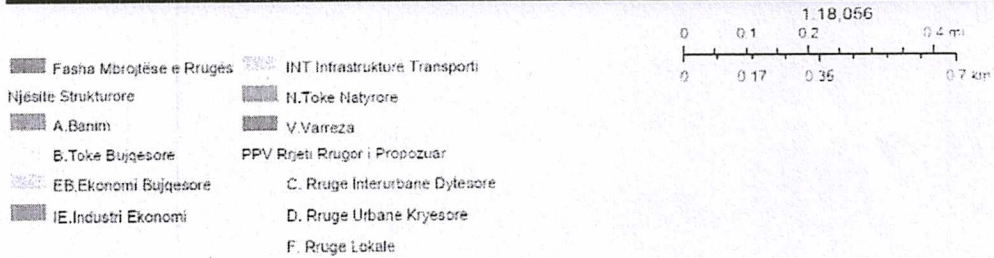 1:18,056
0 0.1 0.2 0.4 mi
0 0.17 0.35 0.7 km
Fasha Mbrojtëse e Rrugës
Njësitë Strukturore
A.Banim
B.Toke Bujqesore
EB.Ekonomi Bujqesore
IE.Industri Ekonomi
INT Infrastrukture Transporti
N.Toke Natyrore
V.Varreza
PPV Rrjeti Rrugor i Propozuar
C. Rruge Interurbane Dytesore
D. Rruge Urbane Kryesore
F. Rruge Lokale